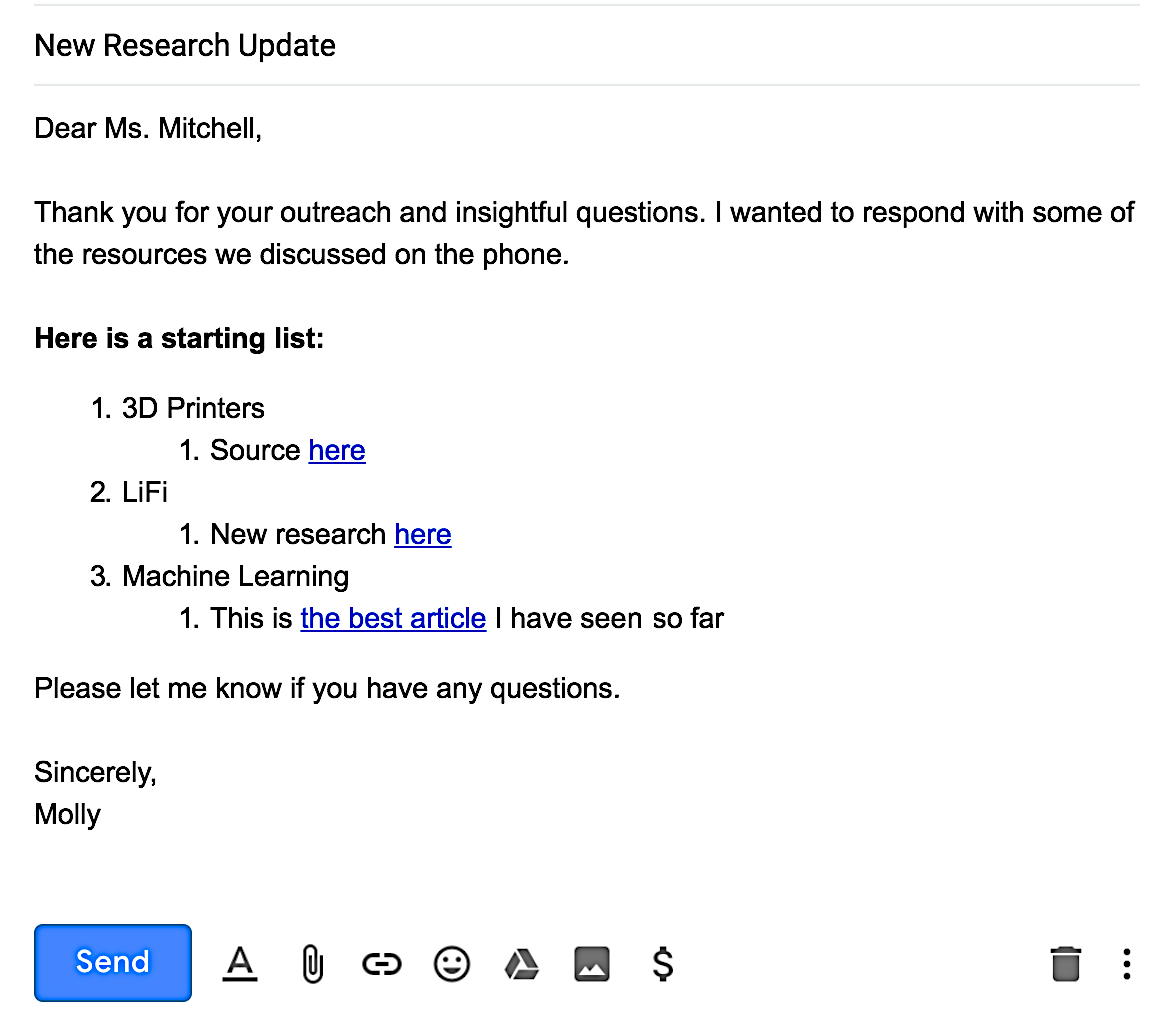 New Research Update
Dear Ms. Mitchell,
Thank you for your outreach and insightful questions. I wanted to respond with some of
the resources we discussed on the phone.
Here is a starting list:
1. 3D Printers
1. Source here
2. LiFi
1. New research here
3. Machine Learning
1. This is the best article I have seen so far
Please let me know if you have any questions.
Sincerely,
Molly
Send